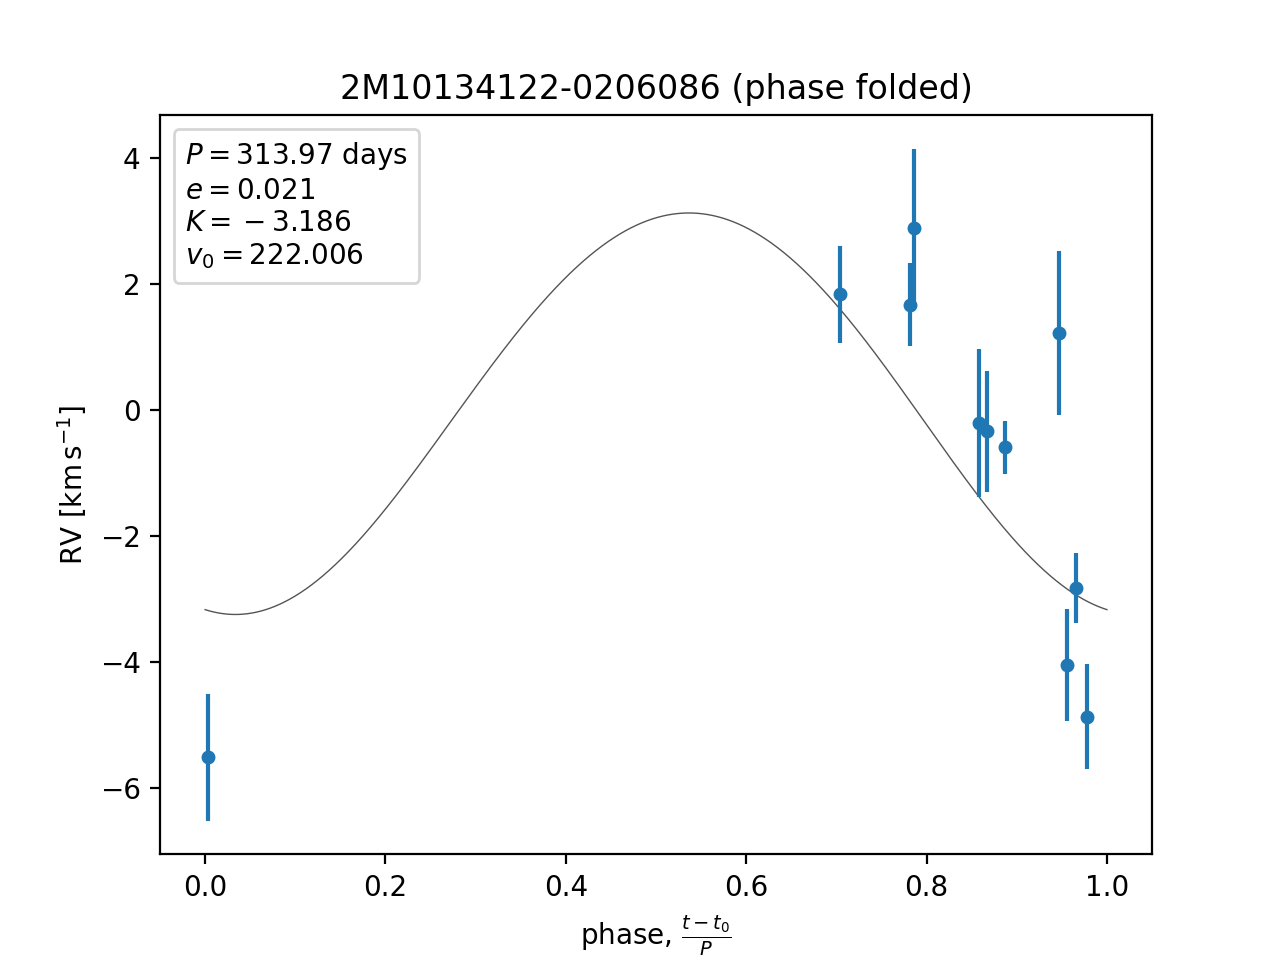 2M10134122-0206086 (phase folded)
P = 313.97 days
e = 0.021
K = −3.186
v₀ = 222.006
4
2
0
−2
−4
−6
RV [km s⁻¹]
0.0 0.2 0.4 0.6 0.8 1.0
phase, (t − t₀)/P